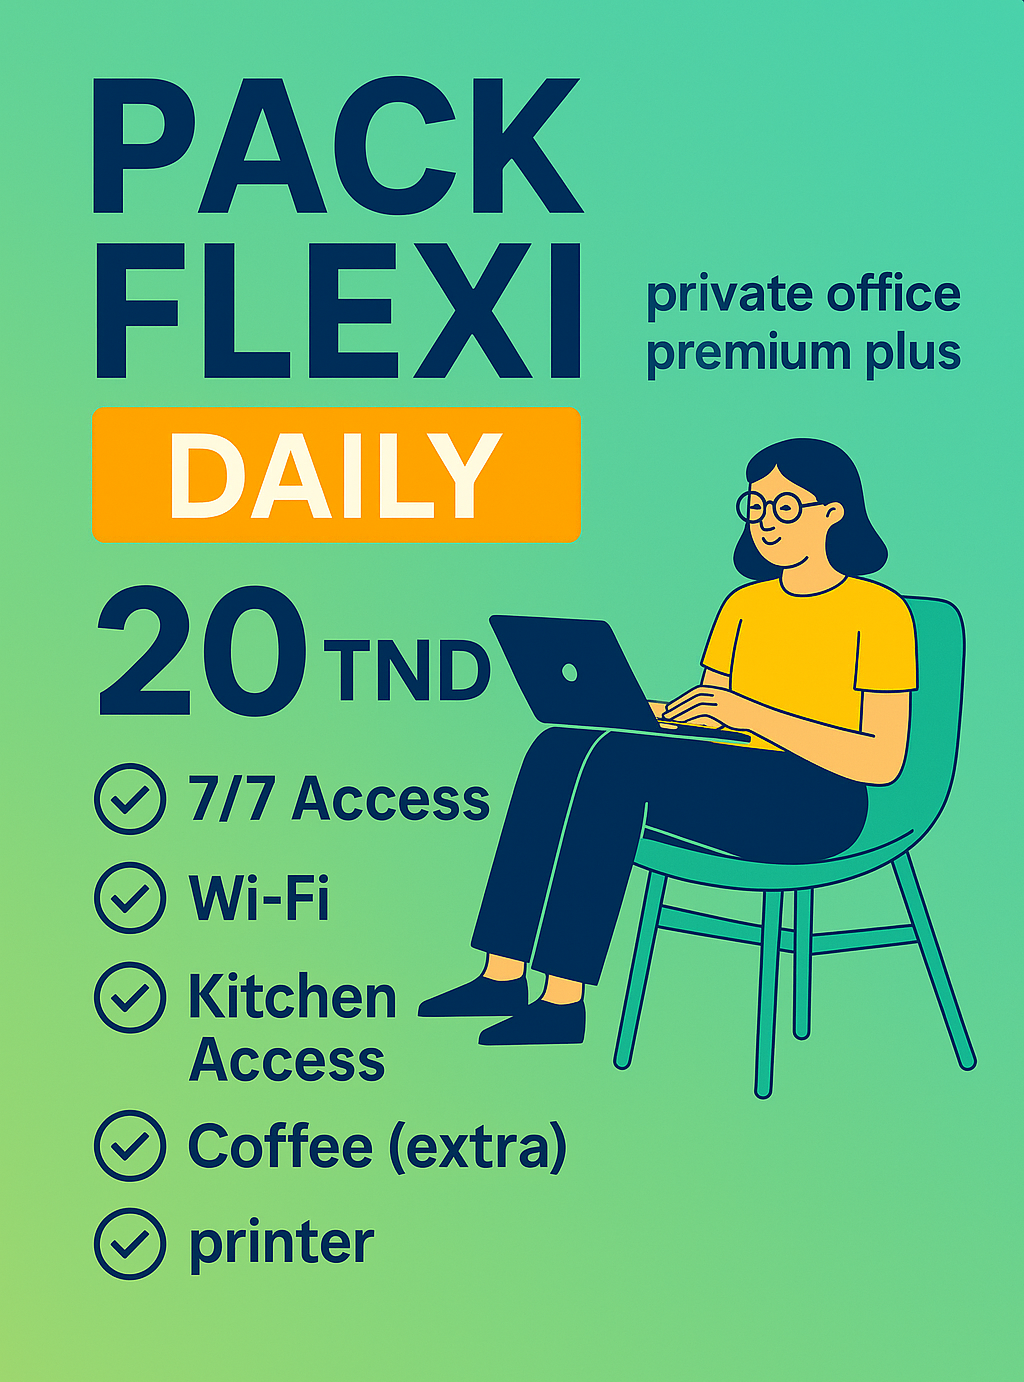 PACK
FLEXI
private office
premium plus
DAILY
20 TND
7/7 Access
Wi-Fi
Kitchen
Access
Coffee (extra)
printer